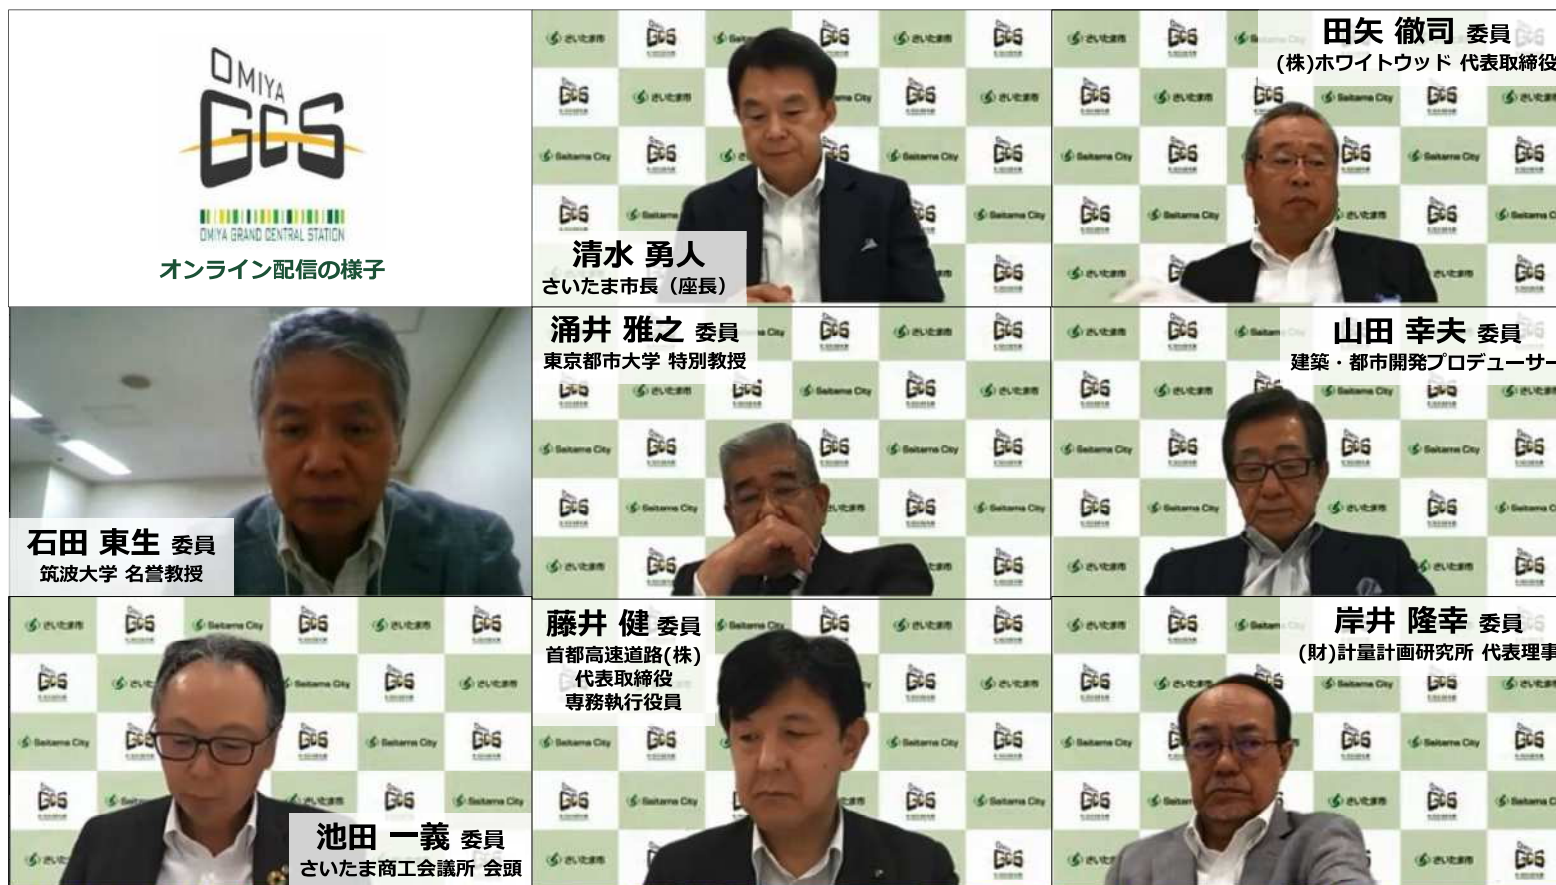 OMIYA
GCS
OMIYA GRAND CENTRAL STATION
オンライン配信の様子
清水 勇人
さいたま市長（座長）
田矢 徹司 委員
(株)ホワイトウッド 代表取締役
石田 東生 委員
筑波大学 名誉教授
涌井 雅之 委員
東京都市大学 特別教授
山田 幸夫 委員
建築・都市開発プロデューサー
池田 一義 委員
さいたま商工会議所 会頭
藤井 健 委員
首都高速道路(株)
代表取締役
専務執行役員
岸井 隆幸 委員
(財)計量計画研究所 代表理事
さいたま市
Saitama City